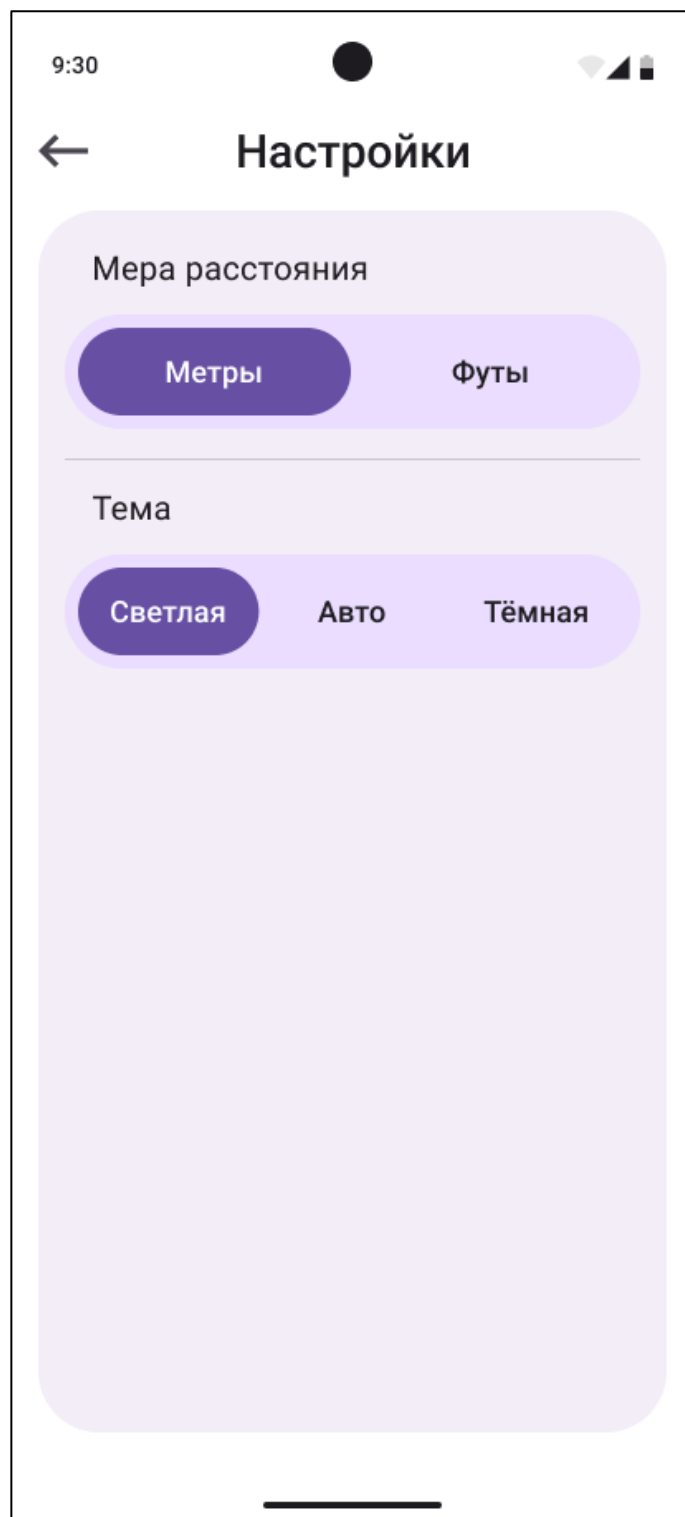 9:30
Настройки
Мера расстояния
Метры Футы
Тема
Светлая Авто Тёмная